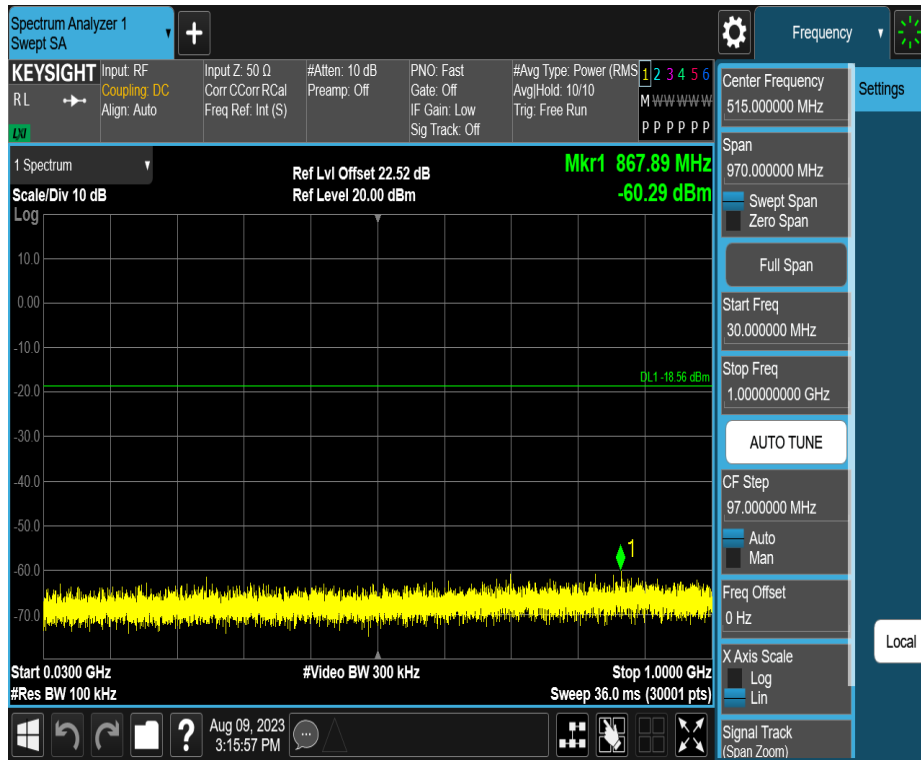 Spectrum Analyzer 1
Swept SA
Frequency
KEYSIGHT
R L
LXI
Input: RF
Coupling: DC
Align: Auto
Input Z: 50 Ω
Corr CCorr RCal
Freq Ref: Int (S)
#Atten: 10 dB
Preamp: Off
PNO: Fast
Gate: Off
IF Gain: Low
Sig Track: Off
#Avg Type: Power (RMS
Avg|Hold: 10/10
Trig: Free Run
1 2 3 4 5 6
M W W W W W
P P P P P P
1 Spectrum
Scale/Div 10 dB
Log
Ref Lvl Offset 22.52 dB
Ref Level 20.00 dBm
Mkr1 867.89 MHz
-60.29 dBm
10.0
0.00
-10.0
DL1 -18.56 dBm
-20.0
-30.0
-40.0
-50.0
1
-60.0
-70.0
Start 0.0300 GHz
#Video BW 300 kHz
Stop 1.0000 GHz
#Res BW 100 kHz
Sweep 36.0 ms (30001 pts)
?
Aug 09, 2023
3:15:57 PM
Center Frequency
515.000000 MHz
Span
970.000000 MHz
Swept Span
Zero Span
Full Span
Start Freq
30.000000 MHz
Stop Freq
1.000000000 GHz
AUTO TUNE
CF Step
97.000000 MHz
Auto
Man
Freq Offset
0 Hz
X Axis Scale
Log
Lin
Signal Track
(Span Zoom)
Settings
Local